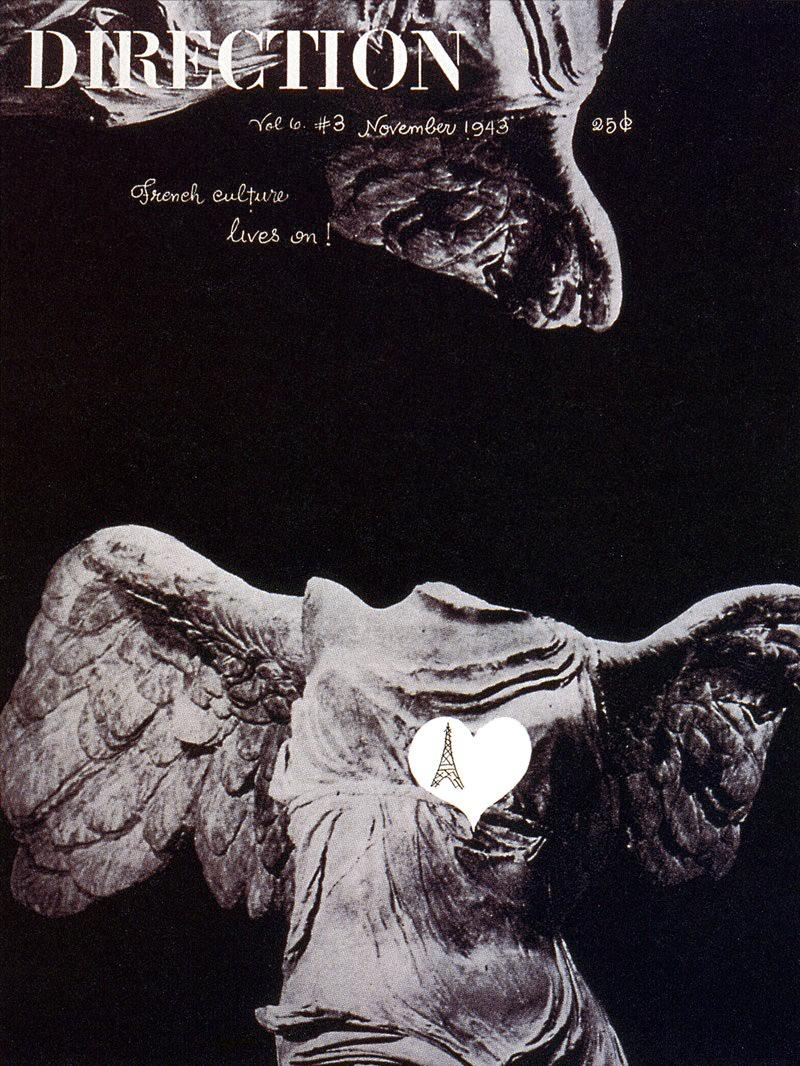 DIRECTION
Vol 6. #3 November 1943 25¢
French culture
lives on!